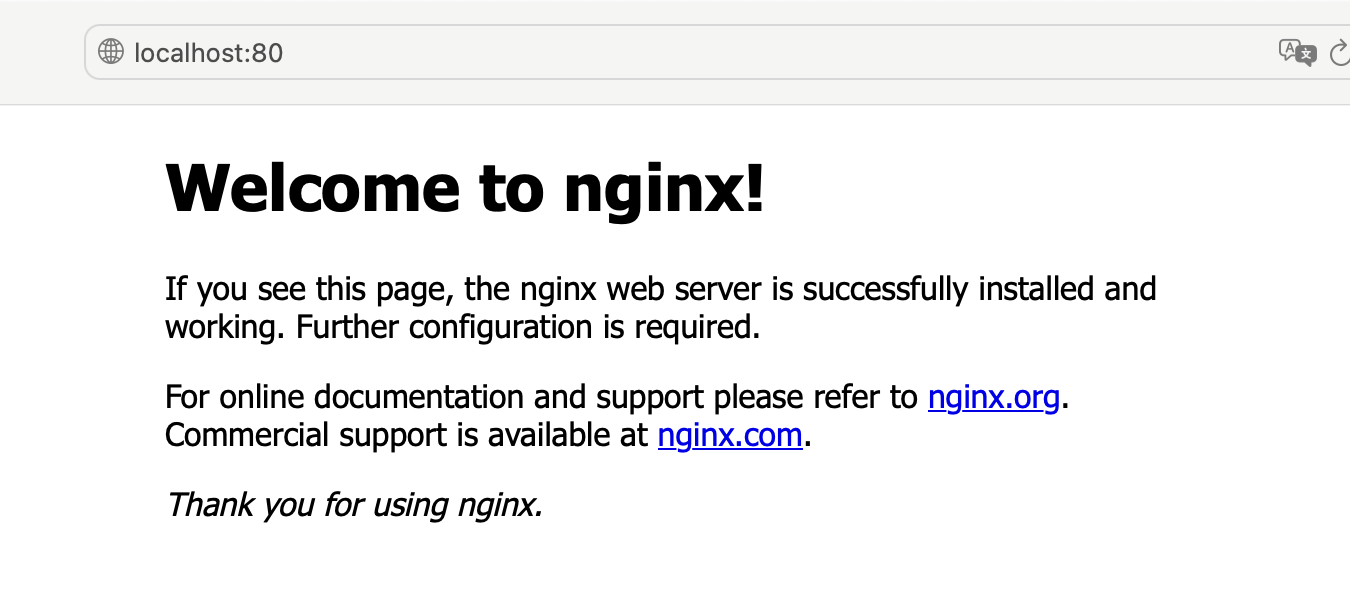 localhost:80
Welcome to nginx!
If you see this page, the nginx web server is successfully installed and
working. Further configuration is required.
For online documentation and support please refer to nginx.org.
Commercial support is available at nginx.com.
Thank you for using nginx.